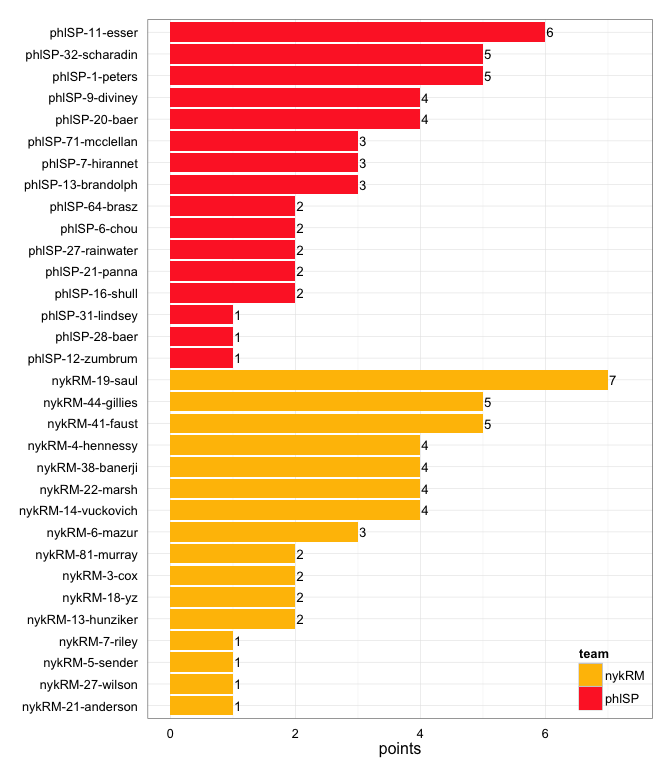 phlSP-11-esser 6
phlSP-32-scharadin 5
phlSP-1-peters 5
phlSP-9-diviney 4
phlSP-20-baer 4
phlSP-71-mcclellan 3
phlSP-7-hirannet 3
phlSP-13-brandolph 3
phlSP-64-brasz 2
phlSP-6-chou 2
phlSP-27-rainwater 2
phlSP-21-panna 2
phlSP-16-shull 2
phlSP-31-lindsey 1
phlSP-28-baer 1
phlSP-12-zumbrum 1
nykRM-19-saul 7
nykRM-44-gillies 5
nykRM-41-faust 5
nykRM-4-hennessy 4
nykRM-38-banerji 4
nykRM-22-marsh 4
nykRM-14-vuckovich 4
nykRM-6-mazur 3
nykRM-81-murray 2
nykRM-3-cox 2
nykRM-18-yz 2
nykRM-13-hunziker 2
nykRM-7-riley 1
nykRM-5-sender 1
nykRM-27-wilson 1
nykRM-21-anderson 1
team
nykRM
phlSP
0 2 4 6
points